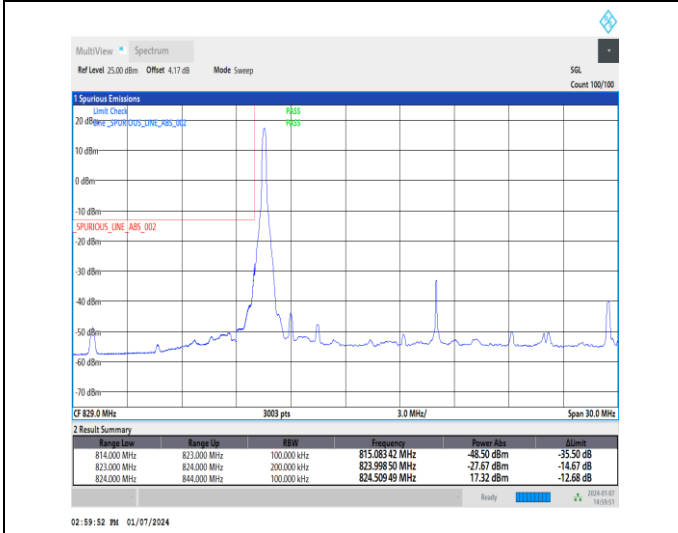 MultiView Spectrum
Ref Level 25.00 dBm Offset 4.17 dB Mode Sweep SGL
Count 100/100
1 Spurious Emissions
Limit Check PASS
20 dBm Line _SPURIOUS_LINE_ABS_002 PASS
10 dBm
0 dBm
-10 dBm
_SPURIOUS_LINE_ABS_002
-20 dBm
-30 dBm
-40 dBm
-50 dBm
-60 dBm
-70 dBm
CF 829.0 MHz 3003 pts 3.0 MHz/ Span 30.0 MHz
2 Result Summary
Range Low Range Up RBW Frequency Power Abs ΔLimit
814.000 MHz 823.000 MHz 100.000 kHz 815.08342 MHz -48.50 dBm -35.50 dB
823.000 MHz 824.000 MHz 200.000 kHz 823.99850 MHz -27.67 dBm -14.67 dB
824.000 MHz 844.000 MHz 100.000 kHz 824.50949 MHz 17.32 dBm -12.68 dB
Ready 2024-01-07
14:59:51
02:59:52 PM 01/07/2024